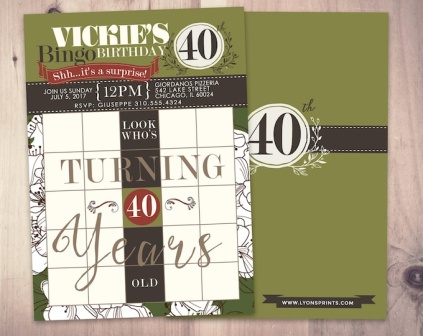 VICKIE'S
Bingo BIRTHDAY
40
Shh...it's a surprise!
JOIN US SUNDAY
JULY 5, 2017
{12PM}
GIORDANOS PIZZERIA
542 LAKE STREET
CHICAGO, IL 60024
RSVP: GIUSEPPE 310.555.4324
LOOK
WHO'S
TURNING
40
Years
OLD
40th
WWW.LYONSPRINTS.COM